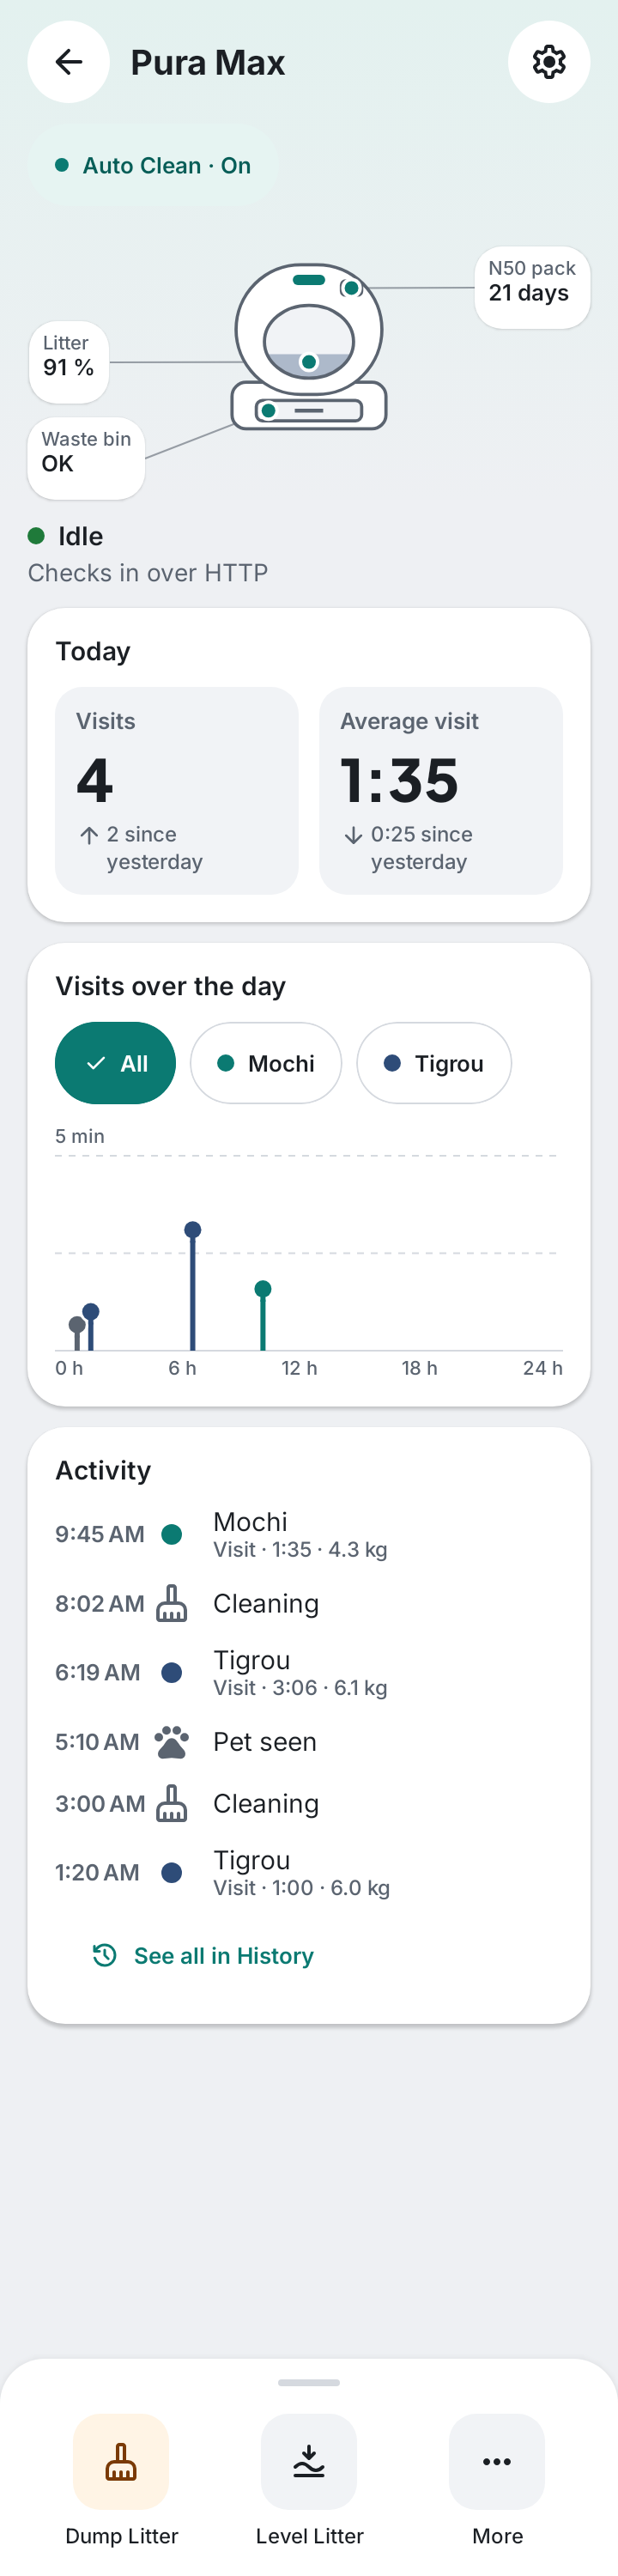 Pura Max
Auto Clean · On
N50 pack
21 days
Litter
91 %
Waste bin
OK
Idle
Checks in over HTTP
Today
Visits
4
2 since
yesterday
Average visit
1:35
0:25 since
yesterday
Visits over the day
All
Mochi
Tigrou
5 min
0 h
6 h
12 h
18 h
24 h
Activity
9:45 AM
Mochi
Visit · 1:35 · 4.3 kg
8:02 AM
Cleaning
6:19 AM
Tigrou
Visit · 3:06 · 6.1 kg
5:10 AM
Pet seen
3:00 AM
Cleaning
1:20 AM
Tigrou
Visit · 1:00 · 6.0 kg
See all in History
Dump Litter
Level Litter
More